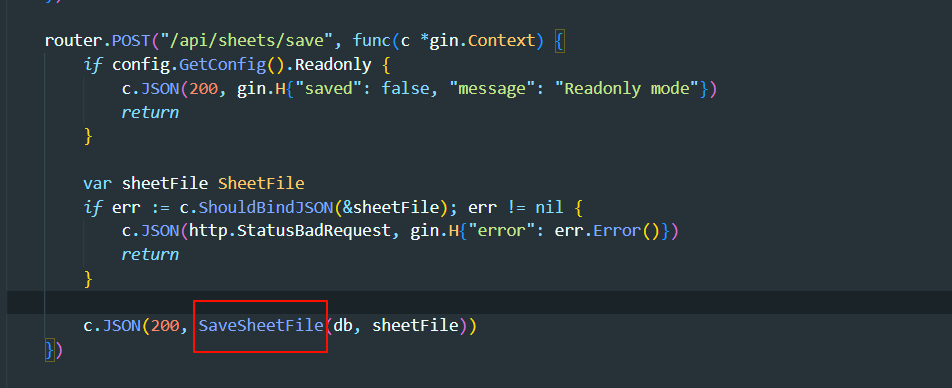 })
router.POST("/api/sheets/save", func(c *gin.Context) {
if config.GetConfig().Readonly {
c.JSON(200, gin.H{"saved": false, "message": "Readonly mode"})
return
}
var sheetFile SheetFile
if err := c.ShouldBindJSON(&sheetFile); err != nil {
c.JSON(http.StatusBadRequest, gin.H{"error": err.Error()})
return
}
c.JSON(200, SaveSheetFile(db, sheetFile))
})